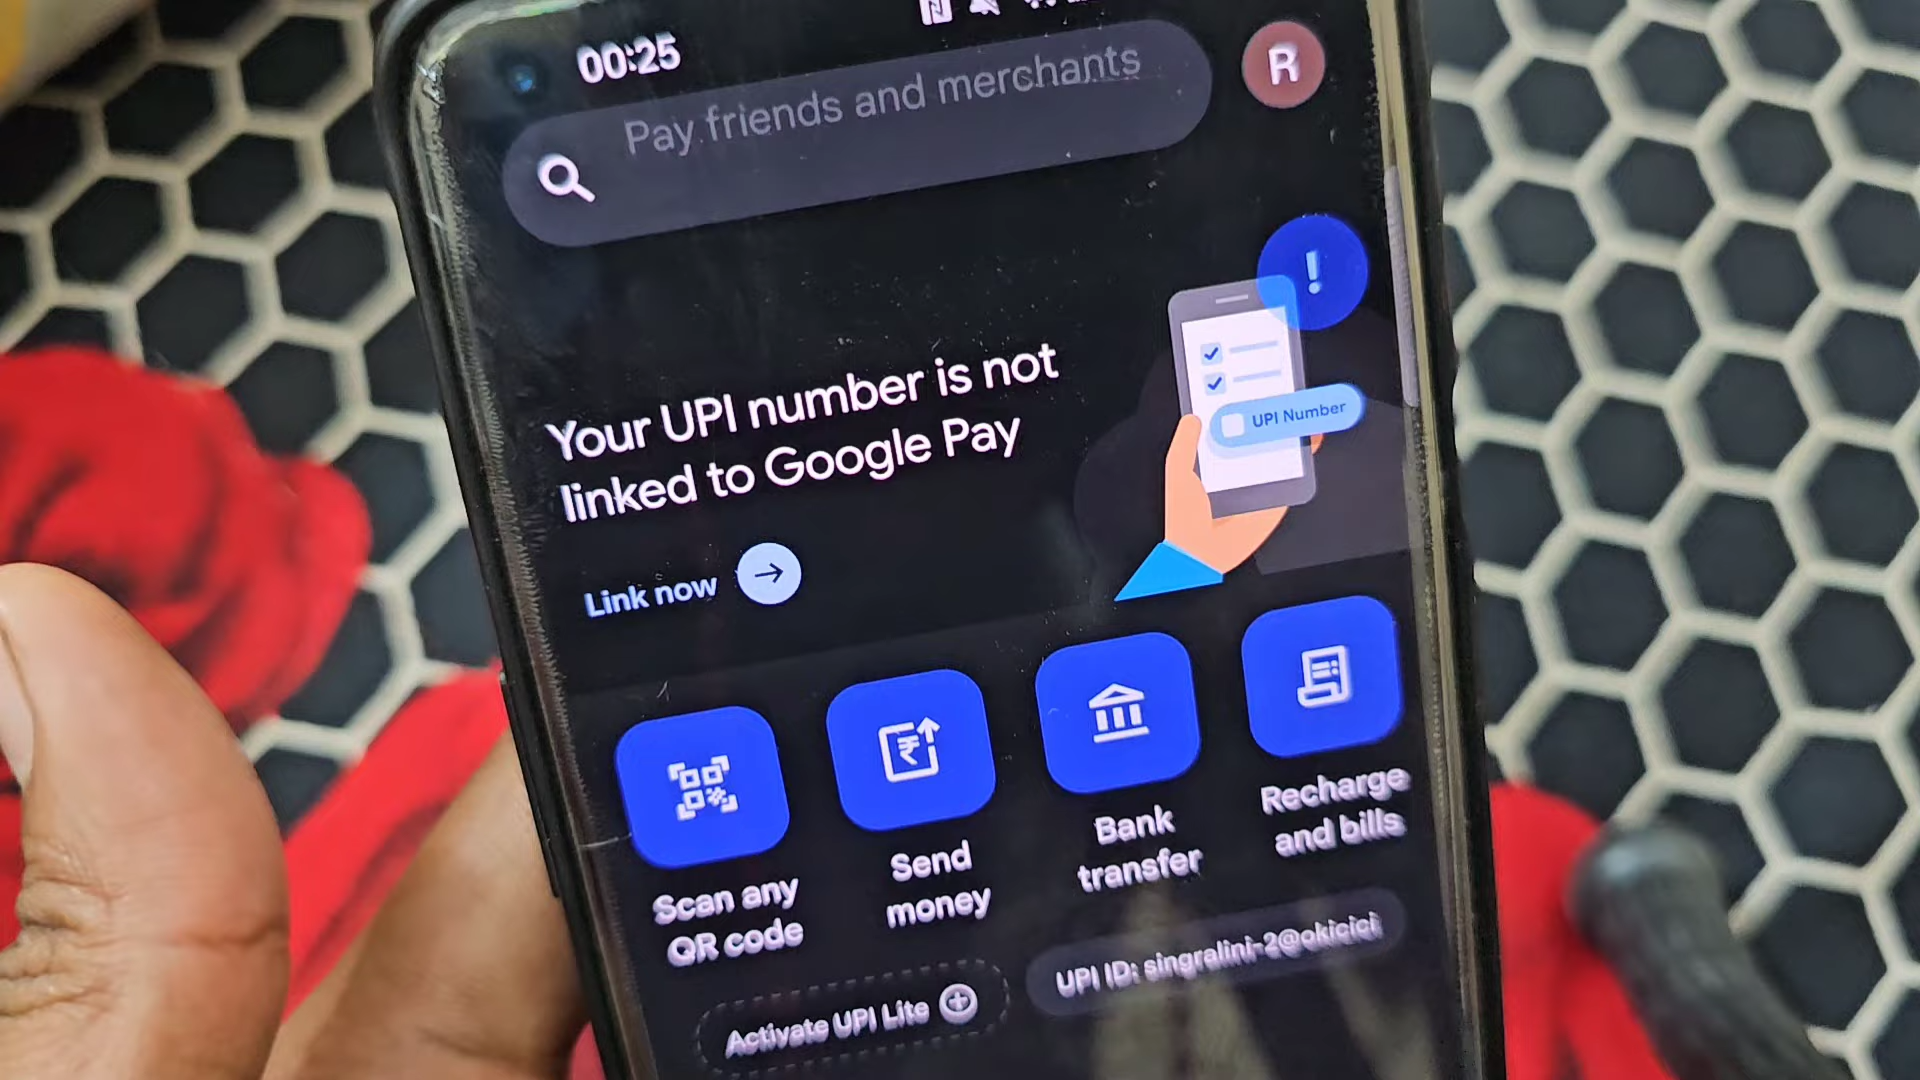 00:25
Pay friends and merchants
R
Your UPI number is not
linked to Google Pay
UPI Number
Link now
Scan any
QR code
Send
money
Bank
transfer
Recharge
and bills
Activate UPI Lite
UPI ID: singralini-2@okicici